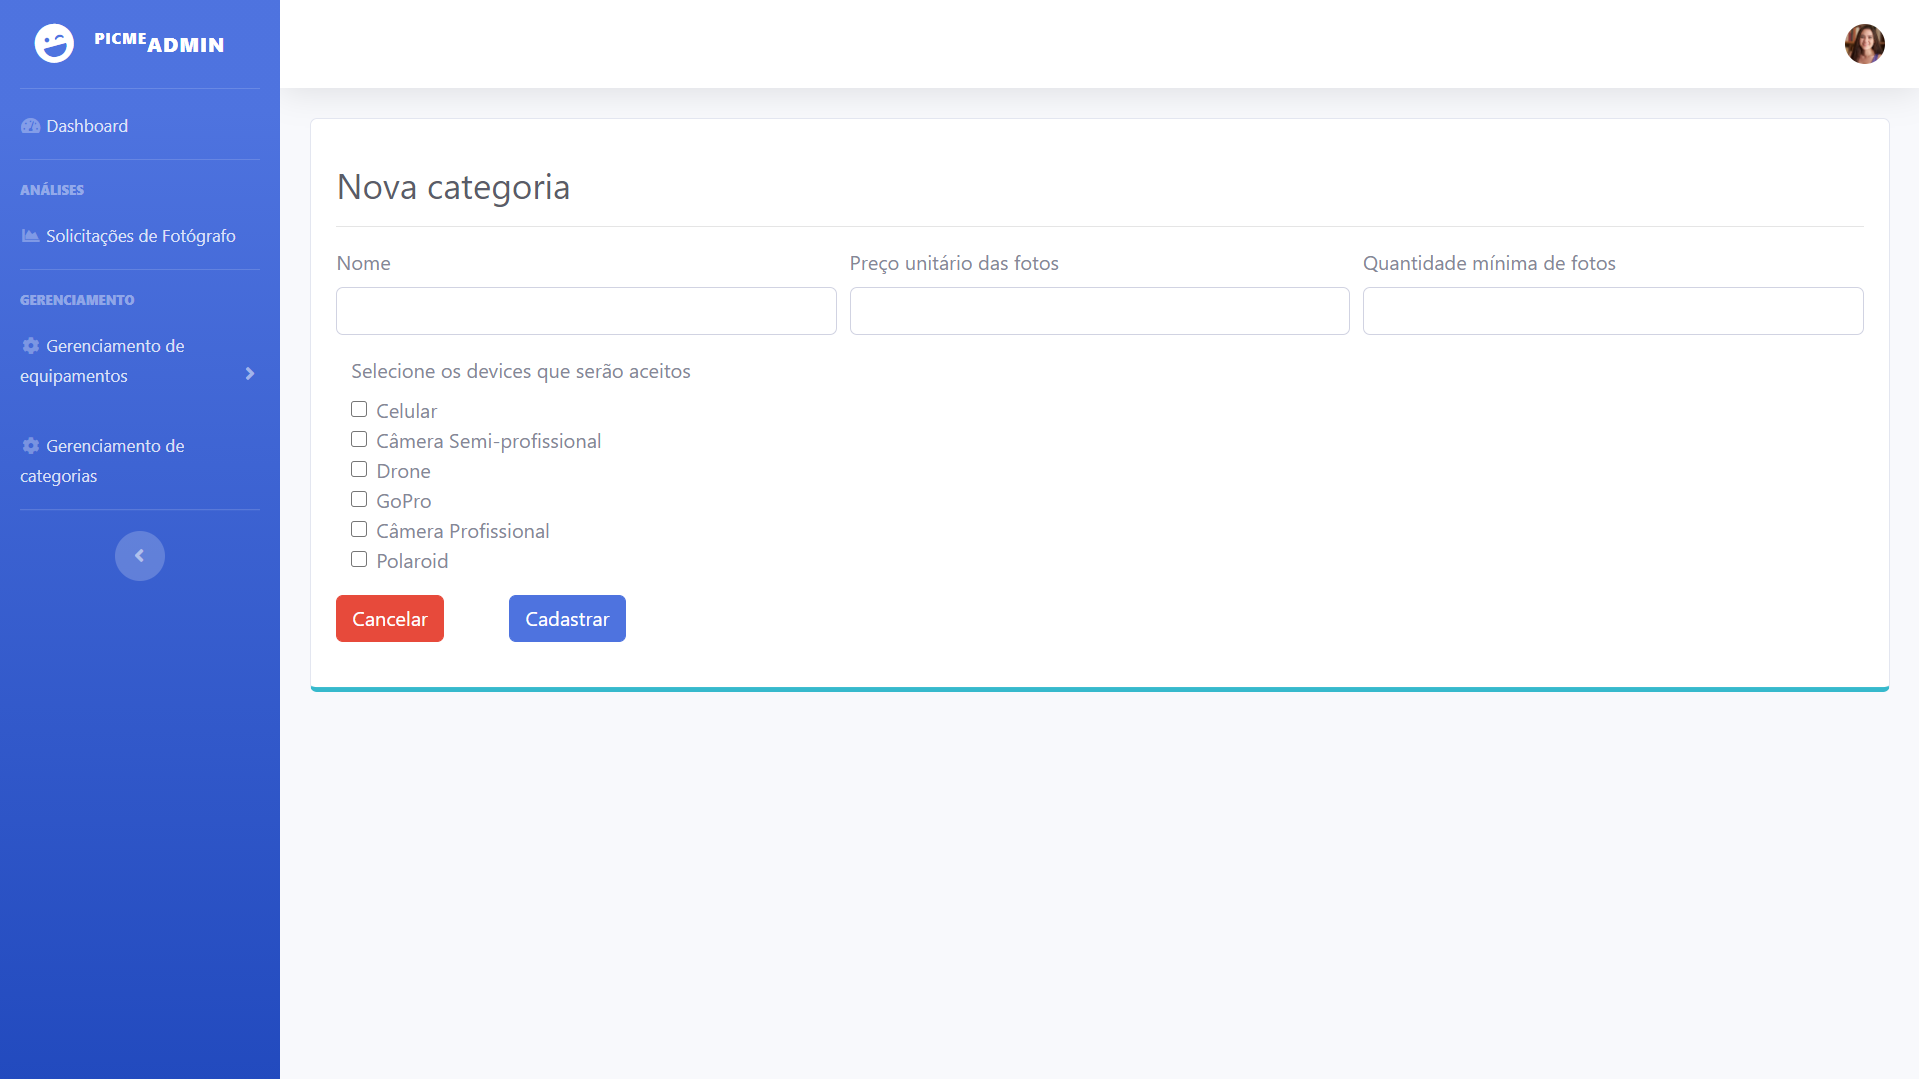 PICME ADMIN
Dashboard
ANÁLISES
Solicitações de Fotógrafo
GERENCIAMENTO
Gerenciamento de
equipamentos
Gerenciamento de
categorias
Nova categoria
Nome
Preço unitário das fotos
Quantidade mínima de fotos
Selecione os devices que serão aceitos
Celular
Câmera Semi-profissional
Drone
GoPro
Câmera Profissional
Polaroid
Cancelar
Cadastrar